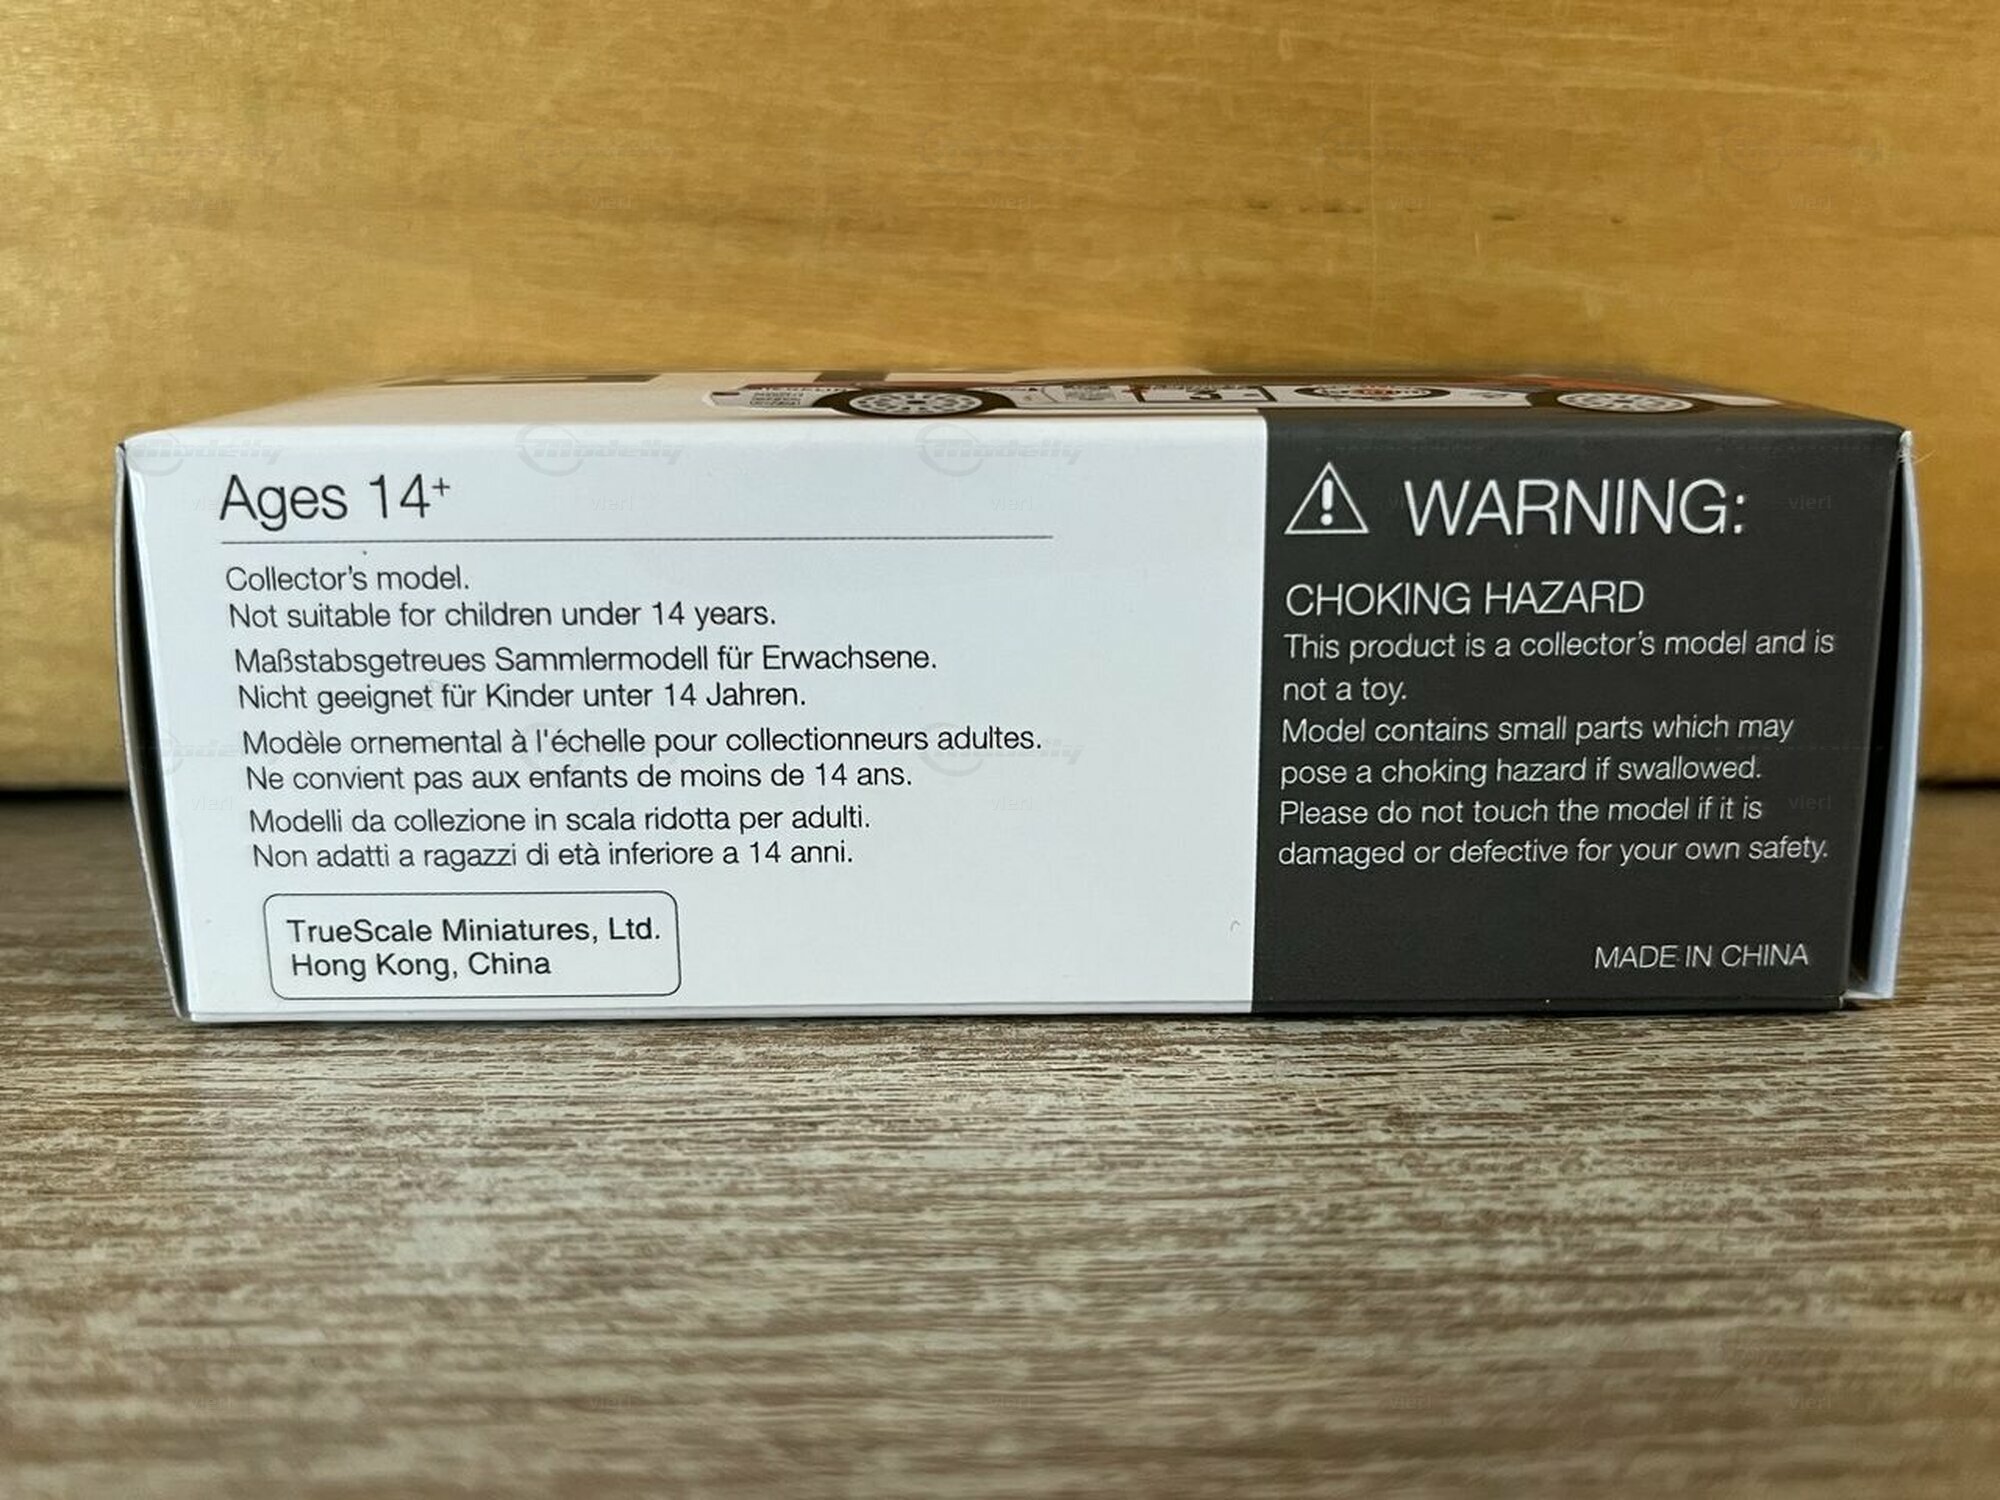 Ages 14+
Collector's model.
Not suitable for children under 14 years.
Maßstabsgetreues Sammlermodell für Erwachsene.
Nicht geeignet für Kinder unter 14 Jahren.
Modèle ornemental à l'échelle pour collectionneurs adultes.
Ne convient pas aux enfants de moins de 14 ans.
Modelli da collezione in scala ridotta per adulti.
Non adatti a ragazzi di età inferiore a 14 anni.
TrueScale Miniatures, Ltd.
Hong Kong, China
WARNING:
CHOKING HAZARD
This product is a collector's model and is
not a toy.
Model contains small parts which may
pose a choking hazard if swallowed.
Please do not touch the model if it is
damaged or defective for your own safety.
MADE IN CHINA